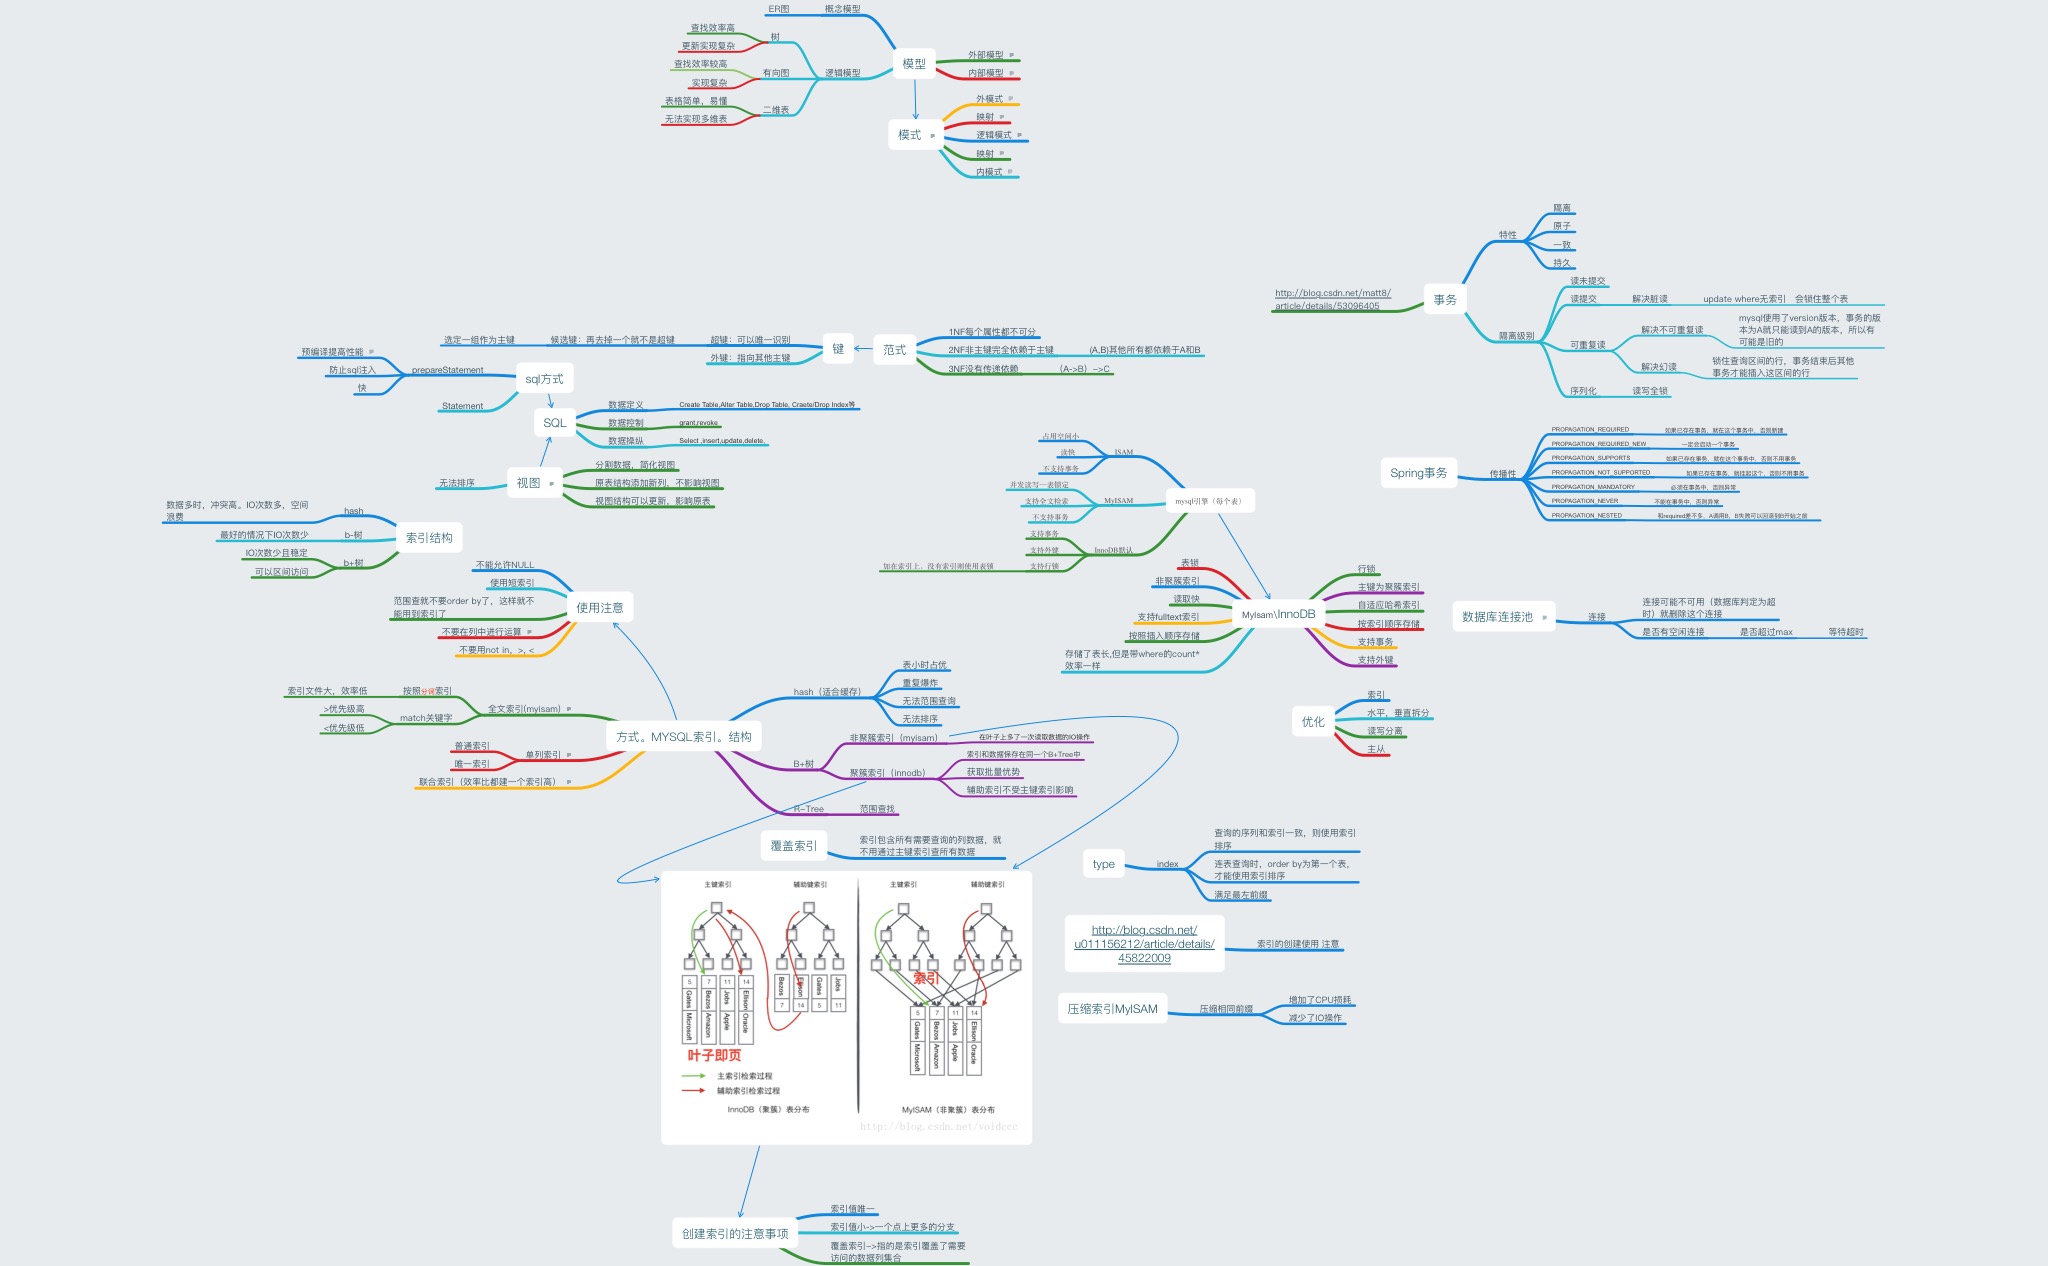 ER图
概念模型
查找效率高
更新实现复杂
树
查找效率较高
实现复杂
有向图
表格简单，易懂
无法实现多维表
二维表
逻辑模型
模型
外部模型
内部模型
模式
外模式
映射
逻辑模式
映射
内模式
http://blog.csdn.net/matt8/
article/details/53096405
事务
特性
隔离
原子
一致
持久
隔离级别
读未提交
读提交
解决脏读
update where无索引 会锁住整个表
可重复读
解决不可重复读
mysql使用了version版本，事务的版
本为A就只能读到A的版本，所以有
可能是旧的
解决幻读
锁住查询区间的行，事务结束后其他
事务才能插入这区间的行
序列化
读写全锁
选定一组作为主键
候选键：再去掉一个就不是超键
超键：可以唯一识别
外键：指向其他主键
键
范式
1NF每个属性都不可分
2NF非主键完全依赖于主键
(A,B)其他所有都依赖于A和B
3NF没有传递依赖
（A->B）->C
预编译提高性能
防止sql注入
快
prepareStatement
Statement
sql方式
SQL
数据定义
Create Table,Alter Table,Drop Table, Craete/Drop Index等
数据控制
grant,revoke
数据操纵
Select ,insert,update,delete,
无法排序
视图
分割数据，简化视图
原表结构添加新列，不影响视图
视图结构可以更新，影响原表
数据多时，冲突高。IO次数多，空间
浪费
hash
最好的情况下IO次数少
b-树
IO次数少且稳定
可以区间访问
b+树
索引结构
占用空间小
读快
不支持事务
ISAM
并发读写一表锁定
支持全文检索
不支持事务
MyISAM
支持事务
支持外键
加在索引上。没有索引则使用表锁
支持行锁
InnoDB默认
mysql引擎（每个表）
Spring事务
传播性
PROPAGATION_REQUIRED
如果已存在事务，就在这个事务中，否则新建
PROPAGATION_REQUIRED_NEW
一定会启动一个事务
PROPAGATION_SUPPORTS
如果已存在事务，就在这个事务中，否则不用事务
PROPAGATION_NOT_SUPPORTED
如果已存在事务，就挂起这个，否则不用事务
PROPAGATION_MANDATORY
必须在事务中，否则异常
PROPAGATION_NEVER
不能在事务中，否则异常
PROPAGATION_NESTED
和required差不多，A调用B，B失败可以回滚到B开始之前
不能允许NULL
使用短索引
范围查就不要order by了，这样就不
能用到索引了
不要在列中进行运算
不要用not in，>, <
使用注意
表锁
非聚簇索引
读取快
支持fulltext索引
按照插入顺序存储
存储了表长,但是带where的count*
效率一样
MyIsam\InnoDB
行锁
主键为聚簇索引
自适应哈希索引
按索引顺序存储
支持事务
支持外键
数据库连接池
连接
连接可能不可用（数据库判定为超
时）就删除这个连接
是否有空闲连接
是否超过max
等待超时
索引文件大，效率低
按照分词索引
>优先级高
<优先级低
match关键字
全文索引(myisam)
普通索引
唯一索引
单列索引
联合索引（效率比都建一个索引高）
方式。MYSQL索引。结构
hash（适合缓存）
表小时占优
重复爆炸
无法范围查询
无法排序
B+树
非聚簇索引（myisam）
在叶子上多了一次读取数据的IO操作
聚簇索引（innodb）
索引和数据保存在同一个B+Tree中
获取批量优势
辅助索引不受主键索引影响
R-Tree
范围查找
优化
索引
水平，垂直拆分
读写分离
主从
覆盖索引
索引包含所有需要查询的列数据，就
不用通过主键索引查所有数据
type
index
查询的序列和索引一致，则使用索引
排序
连表查询时，order by为第一个表，
才能使用索引排序
满足最左前缀
http://blog.csdn.net/
u011156212/article/details/
45822009
索引的创建使用 注意
压缩索引MyISAM
压缩相同前缀
增加了CPU损耗
减少了IO操作
主键索引
辅助键索引
主键索引
辅助键索引
5
7
11
14
Gates
Bezos
Jobs
Ellison
Microsoft
Amazon
Apple
Oracle
Bezos
Ellison
Gates
Jobs
7
14
5
11
索引
5
7
11
14
Gates
Bezos
Jobs
Ellison
Microsoft
Amazon
Apple
Oracle
叶子即页
主索引检索过程
辅助索引检索过程
InnoDB（聚簇）表分布
MyISAM（非聚簇）表分布
http://blog.csdn.net/voidccc
创建索引的注意事项
索引值唯一
索引值小->一个点上更多的分支
覆盖索引->指的是索引覆盖了需要
访问的数据列集合